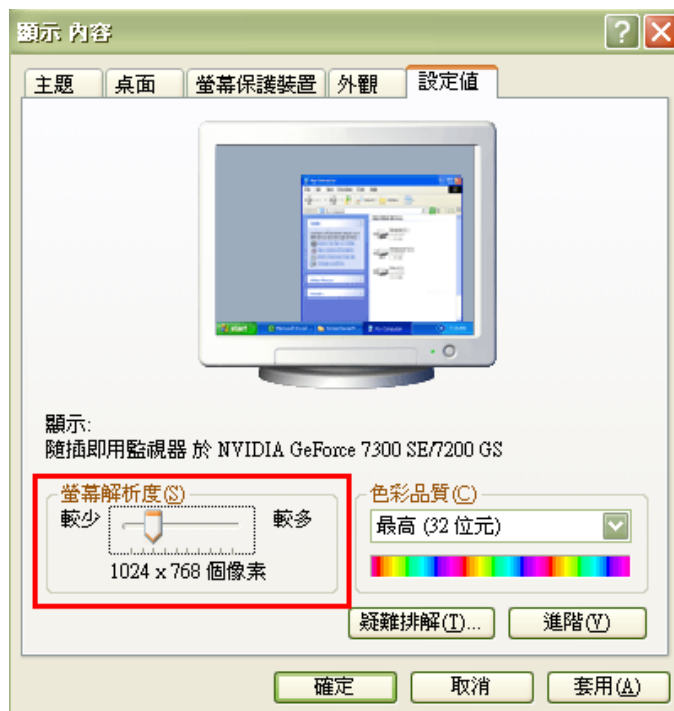 顯示 內容
主題 桌面 螢幕保護裝置 外觀 設定值
顯示:
隨插即用監視器 於 NVIDIA GeForce 7300 SE/7200 GS
螢幕解析度(S)
較少 較多
1024 x 768 個像素
色彩品質(C)
最高 (32 位元)
疑難排解(T)... 進階(V)
確定 取消 套用(A)